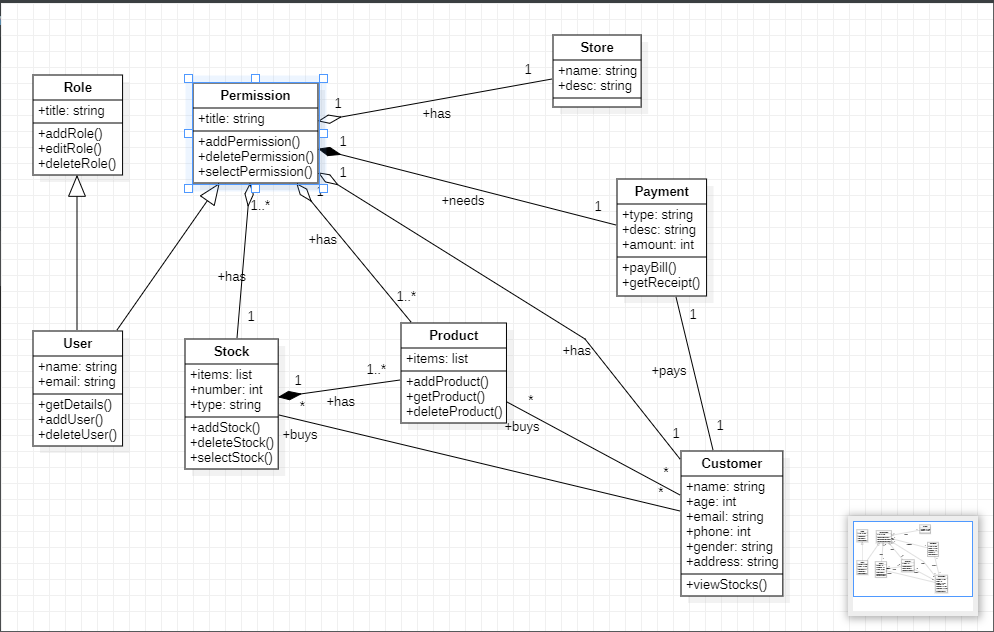 Store
+name: string
+desc: string
1
+has
Role
+title: string
+addRole()
+editRole()
+deleteRole()
Permission
+title: string
+addPermission()
+deletePermission()
+selectPermission()
1
1
1
1
1..*
+needs
1
Payment
+type: string
+desc: string
+amount: int
+payBill()
+getReceipt()
+has
+has
1..*
1
1
+has
+pays
User
+name: string
+email: string
+getDetails()
+addUser()
+deleteUser()
Stock
+items: list
+number: int
+type: string
+addStock()
+deleteStock()
+selectStock()
Product
+items: list
+addProduct()
+getProduct()
+deleteProduct()
1
1..*
+has
*
+buys
*
+buys
1
1
*
*
Customer
+name: string
+age: int
+email: string
+phone: int
+gender: string
+address: string
+viewStocks()